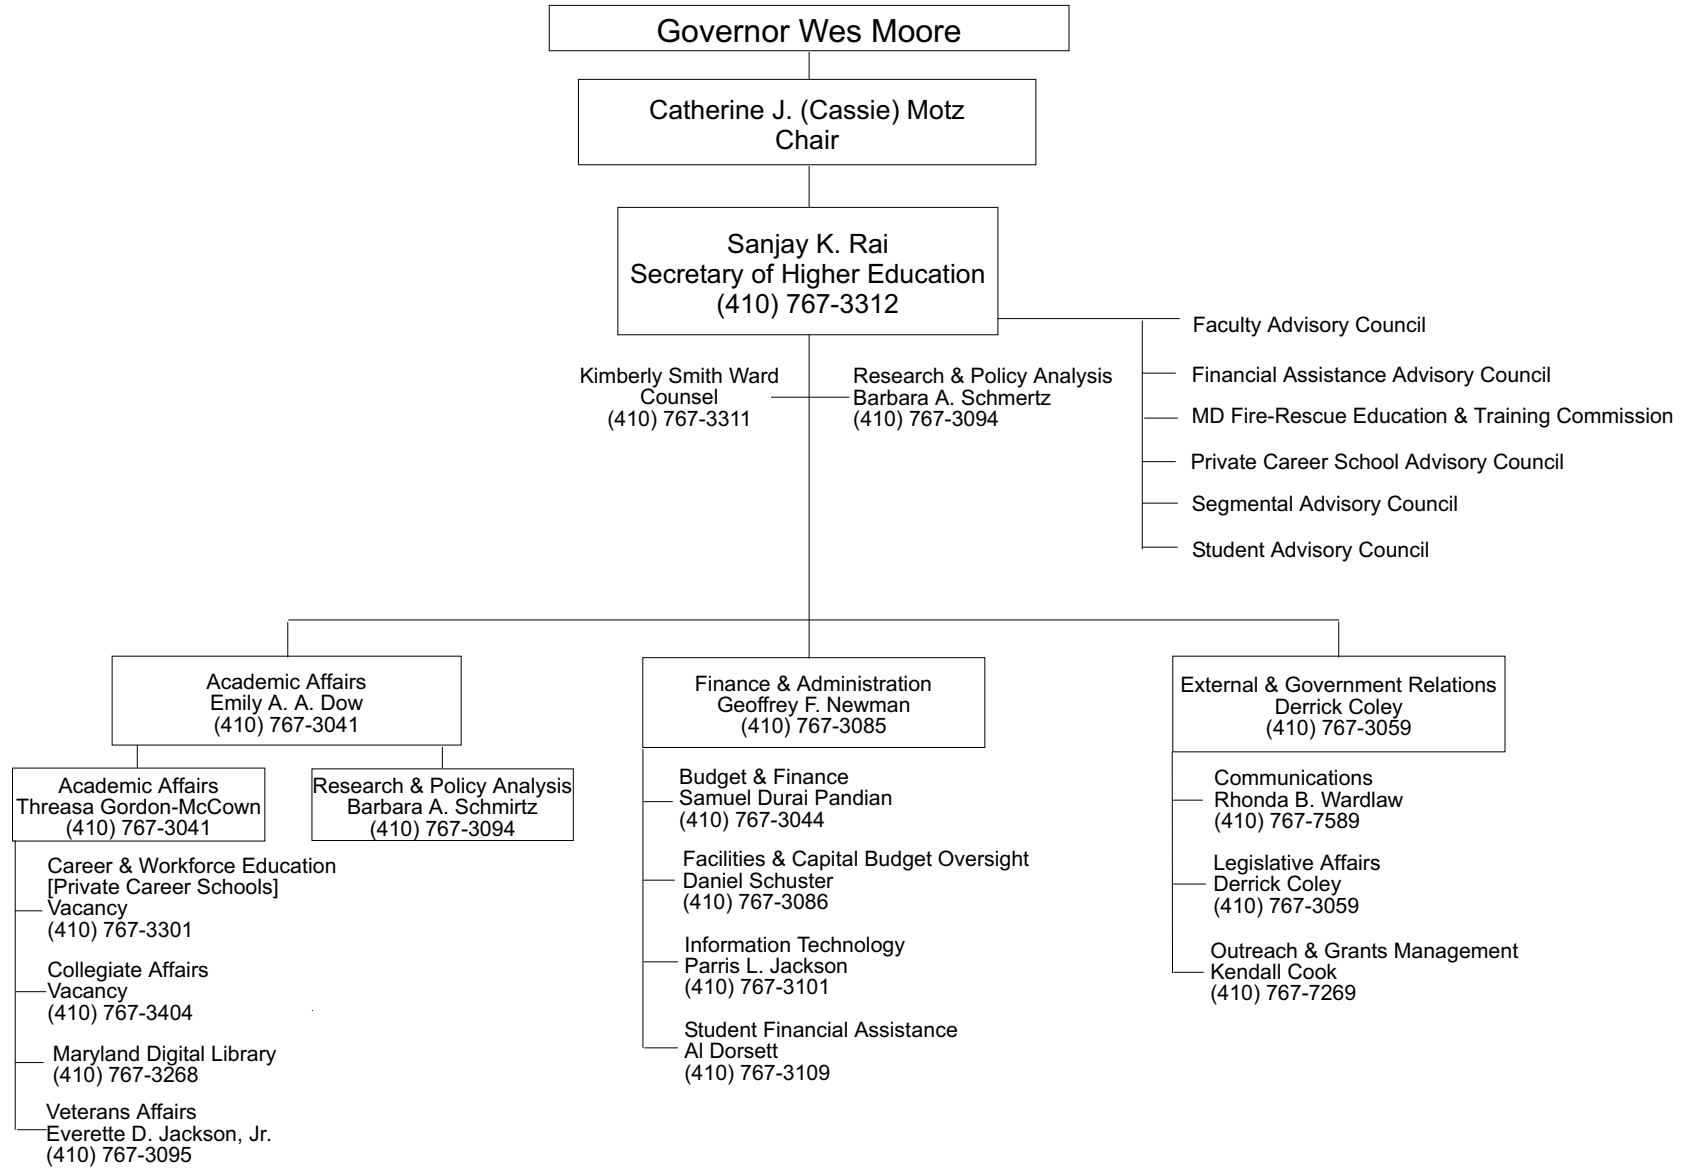 Governor Wes Moore
Catherine J. (Cassie) Motz
Chair
Sanjay K. Rai
Secretary of Higher Education
(410) 767-3312
Faculty Advisory Council
Financial Assistance Advisory Council
MD Fire-Rescue Education & Training Commission
Private Career School Advisory Council
Segmental Advisory Council
Student Advisory Council
Kimberly Smith Ward
Counsel
(410) 767-3311
Research & Policy Analysis
Barbara A. Schmertz
(410) 767-3094
Academic Affairs
Emily A. A. Dow
(410) 767-3041
Academic Affairs
Threasa Gordon-McCown
(410) 767-3041
Research & Policy Analysis
Barbara A. Schmirtz
(410) 767-3094
Career & Workforce Education
[Private Career Schools]
Vacancy
(410) 767-3301
Collegiate Affairs
Vacancy
(410) 767-3404
Maryland Digital Library
(410) 767-3268
Veterans Affairs
Everette D. Jackson, Jr.
(410) 767-3095
Finance & Administration
Geoffrey F. Newman
(410) 767-3085
Budget & Finance
Samuel Durai Pandian
(410) 767-3044
Facilities & Capital Budget Oversight
Daniel Schuster
(410) 767-3086
Information Technology
Parris L. Jackson
(410) 767-3101
Student Financial Assistance
Al Dorsett
(410) 767-3109
External & Government Relations
Derrick Coley
(410) 767-3059
Communications
Rhonda B. Wardlaw
(410) 767-7589
Legislative Affairs
Derrick Coley
(410) 767-3059
Outreach & Grants Management
Kendall Cook
(410) 767-7269